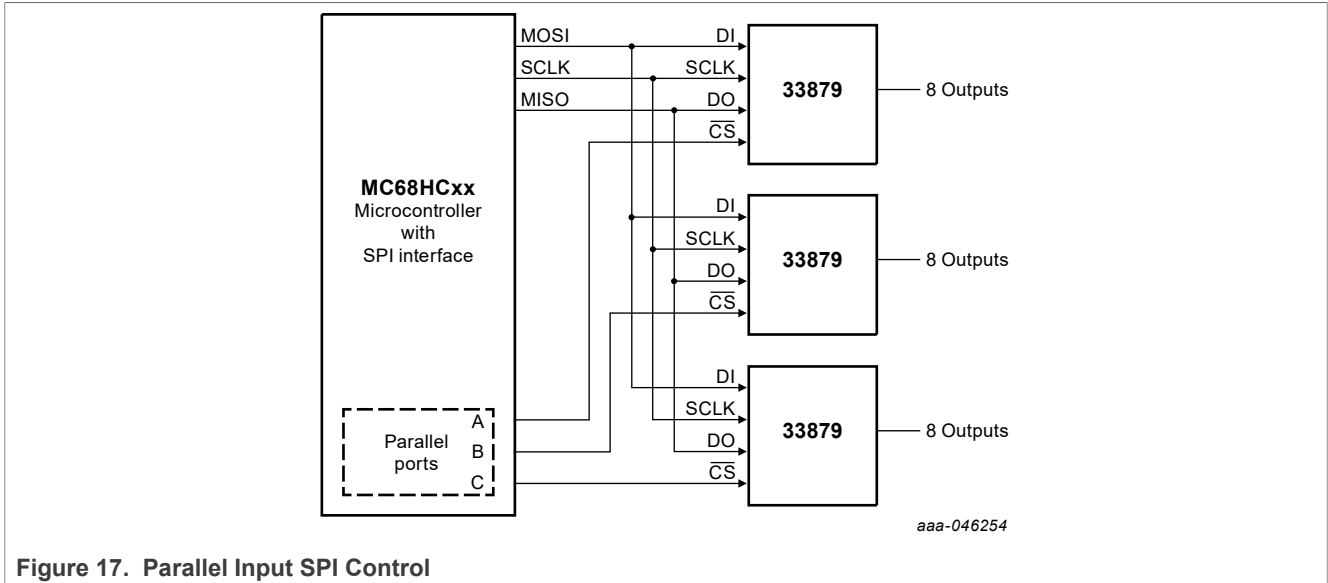 MOSI
SCLK
MISO
DI
SCLK
DO
CS
33879
8 Outputs
MC68HCxx
Microcontroller
with
SPI interface
DI
SCLK
DO
CS
33879
8 Outputs
DI
SCLK
DO
CS
33879
8 Outputs
Parallel
ports
A
B
C
aaa-046254
Figure 17. Parallel Input SPI Control